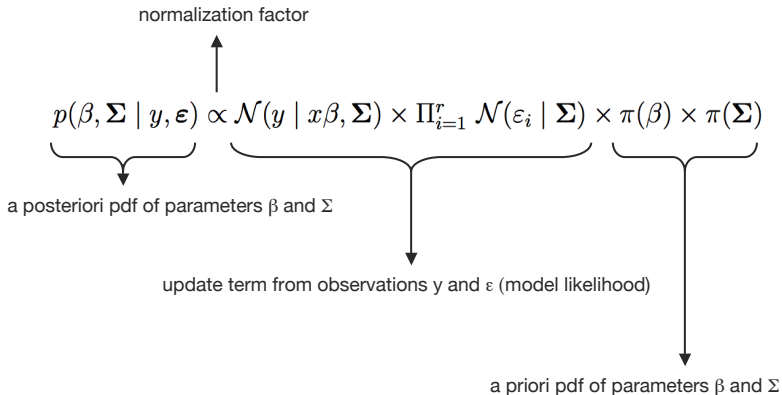 normalization factor
p(β, Σ | y, ε) ∝ 𝒩(y | xβ, Σ) × Π_{i=1}^{r} 𝒩(ε_i | Σ) × π(β) × π(Σ)
a posteriori pdf of parameters β and Σ
update term from observations y and ε (model likelihood)
a priori pdf of parameters β and Σ